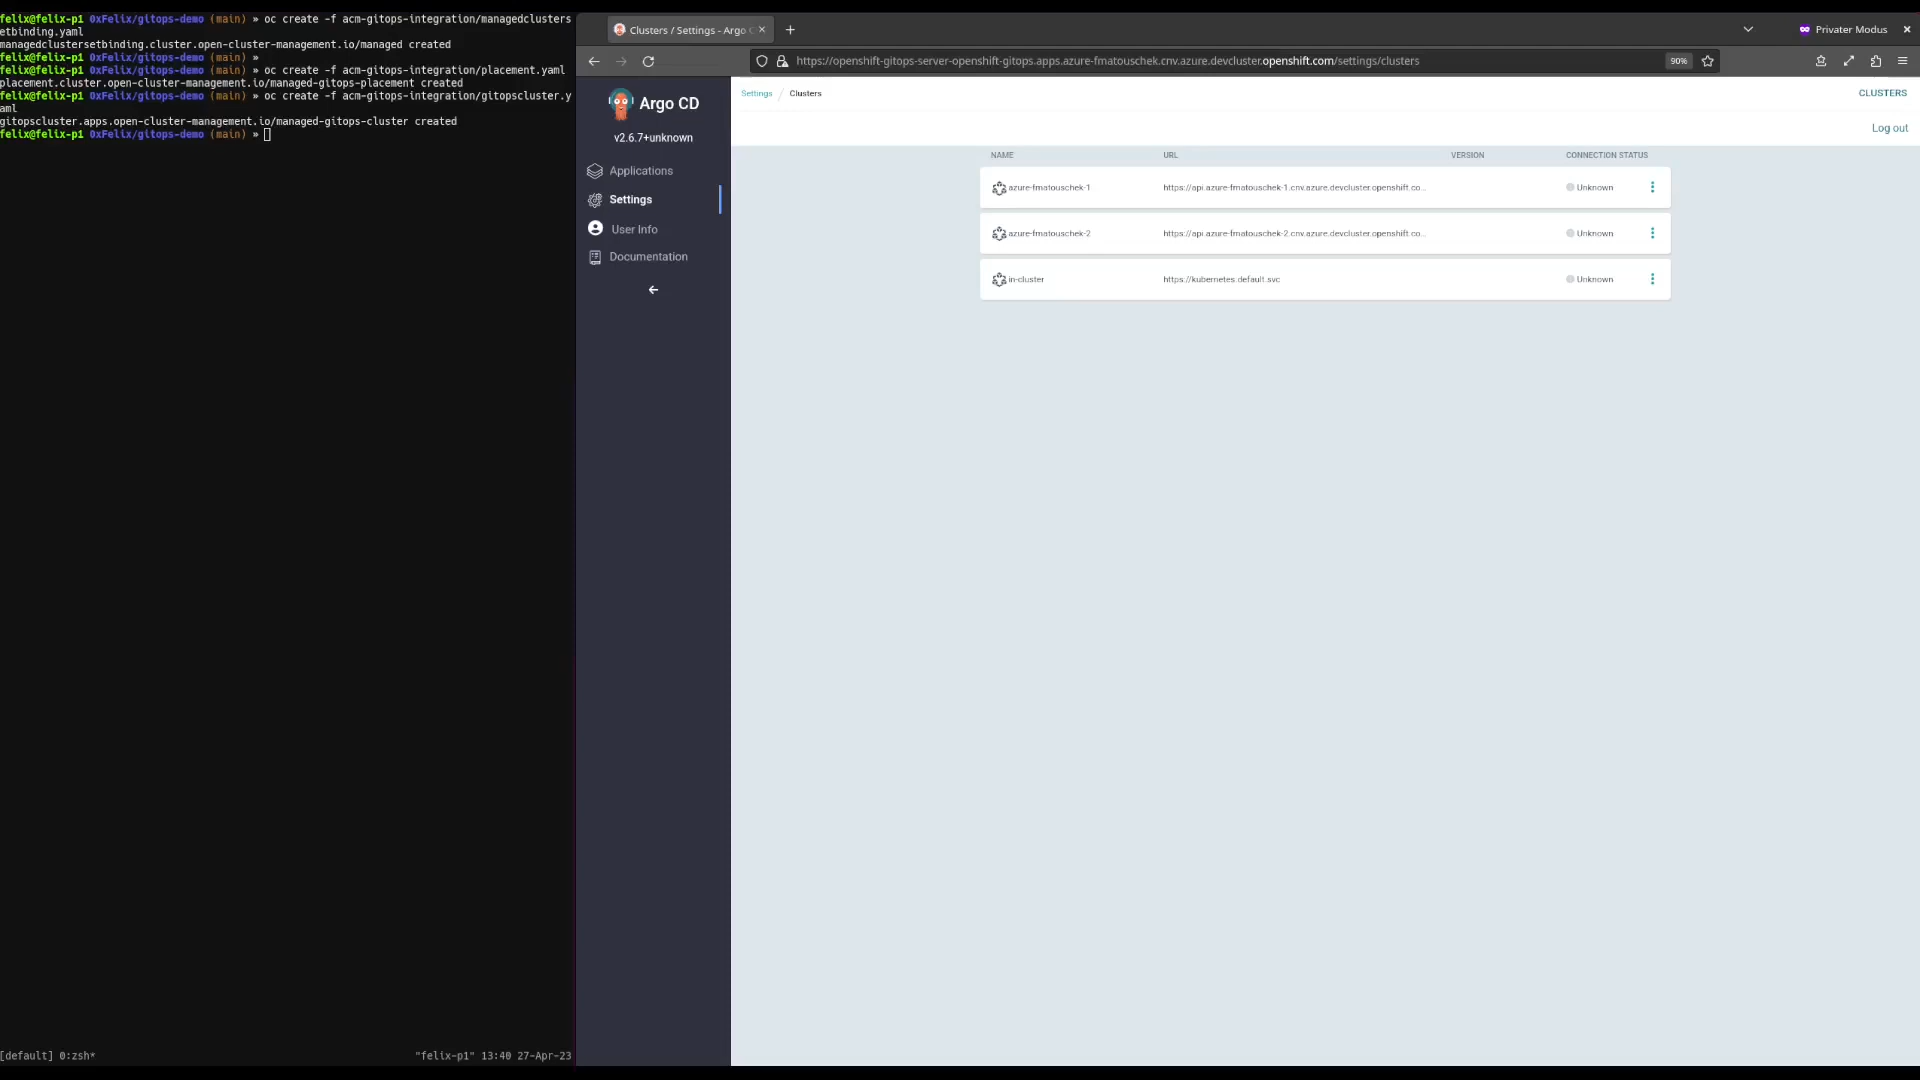 felix@felix-p1 0xFelix/gitops-demo (main) » oc create -f acm-gitops-integration/managedclusters
etbinding.yaml
managedclustersetbinding.cluster.open-cluster-management.io/managed created
felix@felix-p1 0xFelix/gitops-demo (main) »
felix@felix-p1 0xFelix/gitops-demo (main) » oc create -f acm-gitops-integration/placement.yaml
placement.cluster.open-cluster-management.io/managed-gitops-placement created
felix@felix-p1 0xFelix/gitops-demo (main) » oc create -f acm-gitops-integration/gitopscluster.y
aml
gitopscluster.apps.open-cluster-management.io/managed-gitops-cluster created
felix@felix-p1 0xFelix/gitops-demo (main) »
[default] 0:zsh* "felix-p1" 13:40 27-Apr-23
Clusters / Settings - Argo C
Privater Modus
https://openshift-gitops-server-openshift-gitops.apps.azure-fmatouschek.cnv.azure.devcluster.openshift.com/settings/clusters
90%
Argo CD
v2.6.7+unknown
Applications
Settings
User Info
Documentation
Settings / Clusters
CLUSTERS
Log out
NAME URL VERSION CONNECTION STATUS
azure-fmatouschek-1 https://api.azure-fmatouschek-1.cnv.azure.devcluster.openshift.co... Unknown
azure-fmatouschek-2 https://api.azure-fmatouschek-2.cnv.azure.devcluster.openshift.co... Unknown
in-cluster https://kubernetes.default.svc Unknown